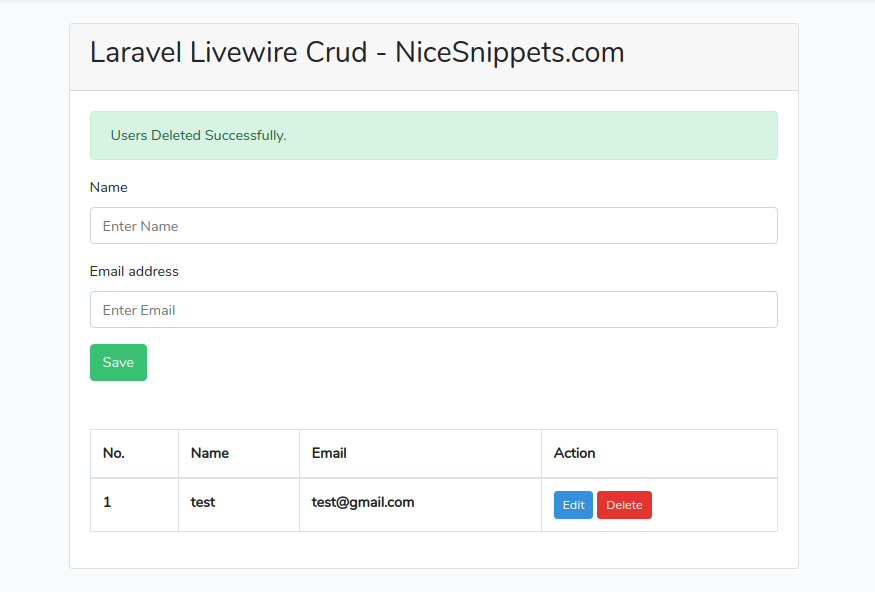 Laravel Livewire Crud - NiceSnippets.com
Users Deleted Successfully.
Name
Enter Name
Email address
Enter Email
Save
No. Name Email Action
1 test test@gmail.com Edit Delete